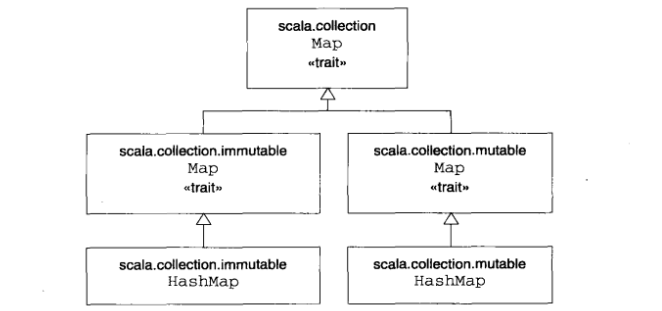 scala.collection
Map
«trait»
scala.collection.immutable
Map
«trait»
scala.collection.mutable
Map
«trait»
scala.collection.immutable
HashMap
scala.collection.mutable
HashMap